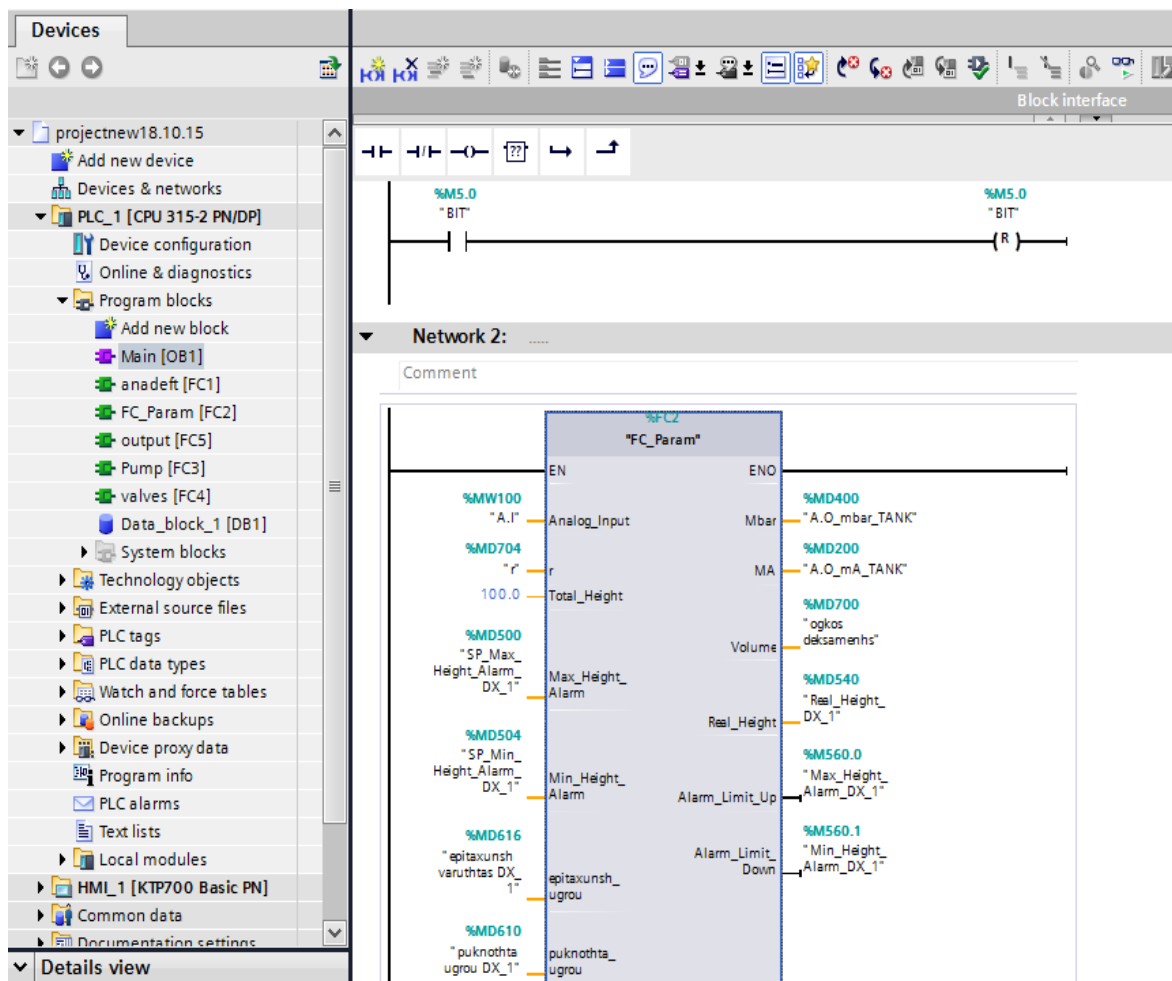 Devices
Block interface
projectnew18.10.15
Add new device
Devices & networks
PLC_1 [CPU 315-2 PN/DP]
Device configuration
Online & diagnostics
Program blocks
Add new block
Main [OB1]
anadeft [FC1]
FC_Param [FC2]
output [FC5]
Pump [FC3]
valves [FC4]
Data_block_1 [DB1]
System blocks
Technology objects
External source files
PLC tags
PLC data types
Watch and force tables
Online backups
Device proxy data
Program info
PLC alarms
Text lists
Local modules
HMI_1 [KTP700 Basic PN]
Common data
Documentation settings
Details view
??
%M5.0
"BIT"
%M5.0
"BIT"
R
Network 2: .....
Comment
%FC2
"FC_Param"
EN
ENO
%MW100
"A.I"
Analog_Input
%MD704
"r"
r
100.0
Total_Height
%MD500
"SP_Max_
Height_Alarm_
DX_1"
Max_Height_
Alarm
%MD504
"SP_Min_
Height_Alarm_
DX_1"
Min_Height_
Alarm
%MD616
"epitaxunsh
varuthtas DX_
1"
epitaxunsh_
ugrou
%MD610
"puknothta
ugrou DX_1"
puknothta_
ugrou
Mbar
%MD400
"A.O_mbar_TANK"
MA
%MD200
"A.O_mA_TANK"
Volume
%MD700
"ogkos
deksamenhs"
Real_Height
%MD540
"Real_Height_
DX_1"
Alarm_Limit_Up
%M560.0
"Max_Height_
Alarm_DX_1"
Alarm_Limit_
Down
%M560.1
"Min_Height_
Alarm_DX_1"